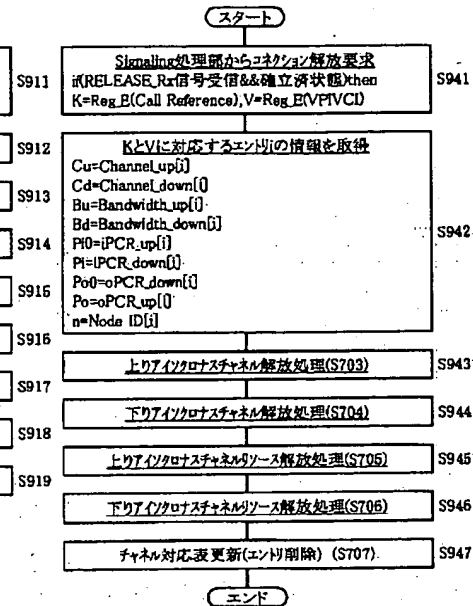 スタート
S911
S912
S913
S914
S915
S916
S917
S918
S919
Signaling処理部からコネクション解放要求
if(RELEASE_Rx信号受信&&確立済状態)then
K=Reg_E(Call Reference),V=Reg_E(VPIVCI)
S941
KとVに対応するエントリiの情報を取得
Cu=Channel_up[i]
Cd=Channel_down[i]
Bu=Bandwidth_up[i]
Bd=Bandwidth_down[i]
Pi0=iPCR_up[i]
Pi=iPCR_down[i]
Po0=oPCR_down[i]
Po=oPCR_up[i]
n=Node ID[i]
S942
上りアイソクロナスチャネル解放処理(S703)
S943
下りアイソクロナスチャネル解放処理(S704)
S944
上りアイソクロナスチャネルリソース解放処理(S705)
S945
下りアイソクロナスチャネルリソース解放処理(S706)
S946
チャネル対応表更新(エントリ削除) (S707)
S947
エンド